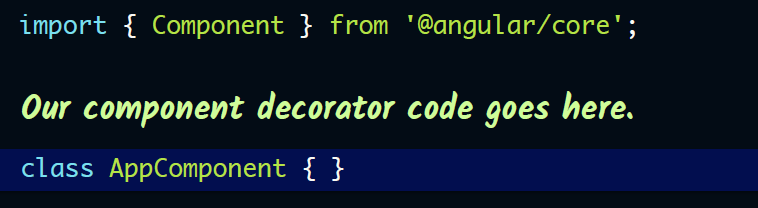 import { Component } from '@angular/core';
Our component decorator code goes here.
class AppComponent { }